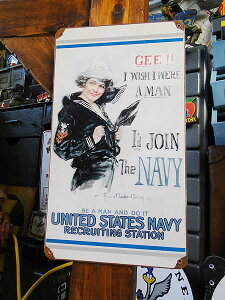 GEE !!
I WISH I WERE
A MAN
I'd JOIN
The NAVY
BE A MAN AND DO IT
UNITED STATES NAVY
RECRUITING STATION